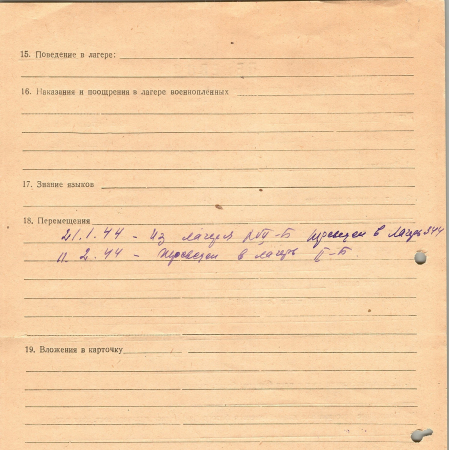 15. Поведение в лагере:
16. Наказания и поощрения в лагере военнопленных
17. Знание языков
18. Перемещения
21.1.44 – Из лагеря Переведен в лагерь 344
11.2.44 – Переведен в лагерь II-Б
19. Вложения в карточку